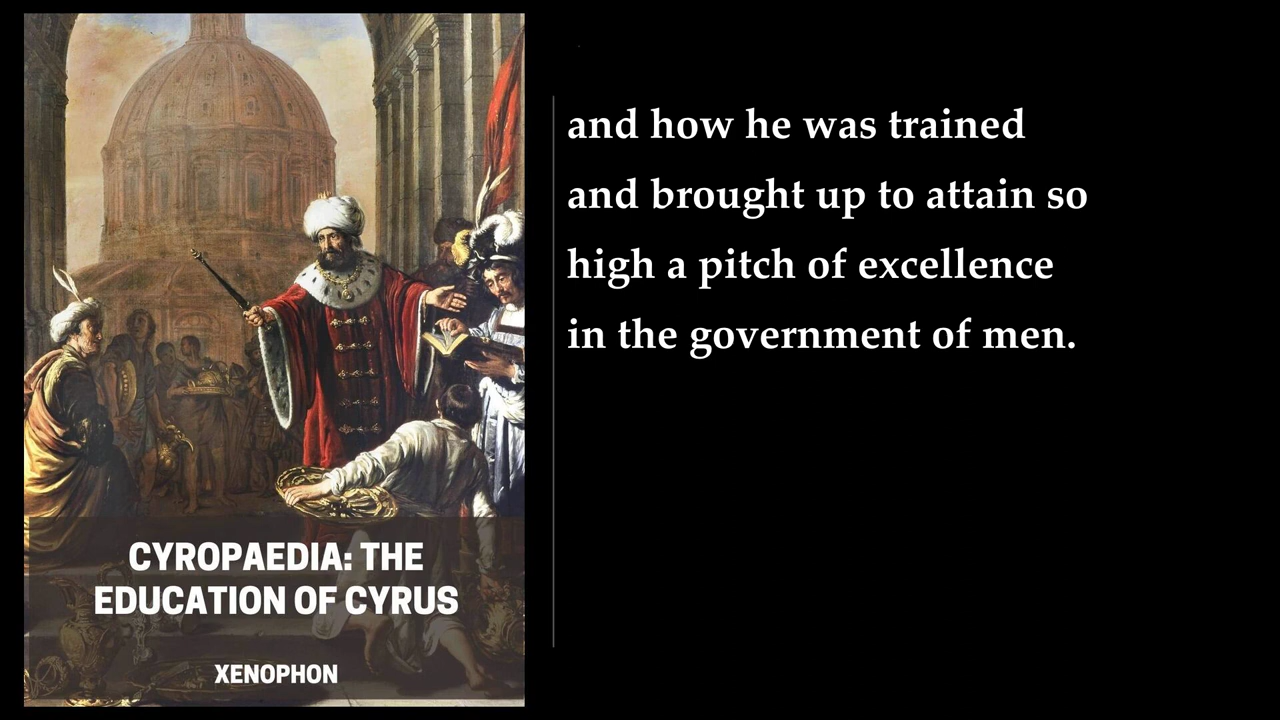 CYROPAEDIA: THE
EDUCATION OF CYRUS
XENOPHON
and how he was trained
and brought up to attain so
high a pitch of excellence
in the government of men.